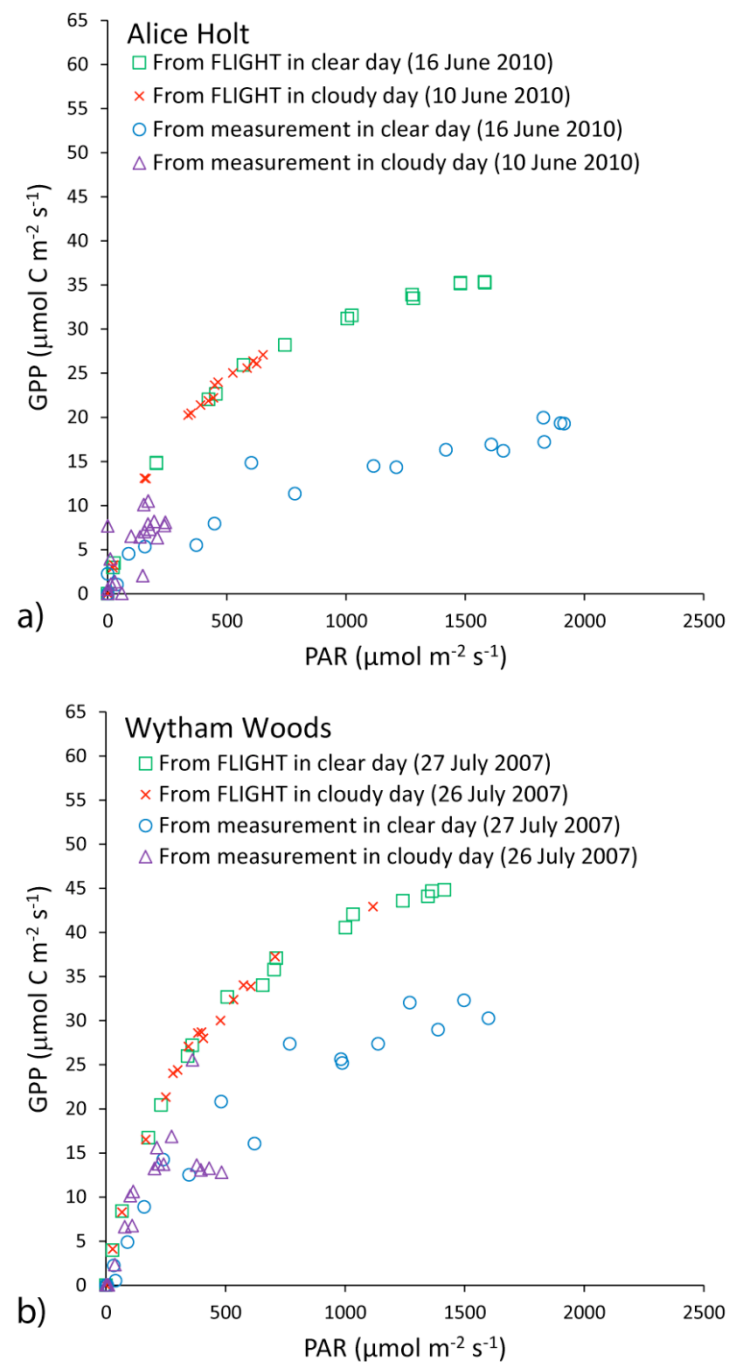 Alice Holt
From FLIGHT in clear day (16 June 2010)
From FLIGHT in cloudy day (10 June 2010)
From measurement in clear day (16 June 2010)
From measurement in cloudy day (10 June 2010)
65
60
55
50
45
40
35
30
25
20
15
10
5
0
GPP (µmol C m⁻² s⁻¹)
0 500 1000 1500 2000 2500
PAR (µmol m⁻² s⁻¹)
a)
Wytham Woods
From FLIGHT in clear day (27 July 2007)
From FLIGHT in cloudy day (26 July 2007)
From measurement in clear day (27 July 2007)
From measurement in cloudy day (26 July 2007)
65
60
55
50
45
40
35
30
25
20
15
10
5
0
GPP (µmol C m⁻² s⁻¹)
0 500 1000 1500 2000 2500
PAR (µmol m⁻² s⁻¹)
b)